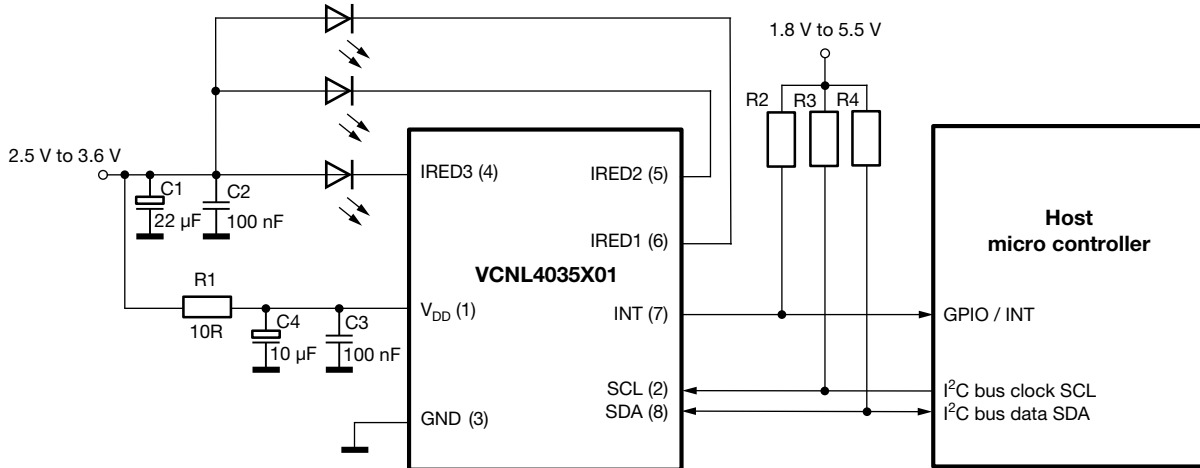 1.8 V to 5.5 V
R2
R3
R4
2.5 V to 3.6 V
C1
22 µF
C2
100 nF
IRED3 (4)
IRED2 (5)
IRED1 (6)
VCNL4035X01
Host
micro controller
R1
10R
C4
10 µF
C3
100 nF
VDD (1)
INT (7)
GPIO / INT
SCL (2)
SDA (8)
I²C bus clock SCL
I²C bus data SDA
GND (3)